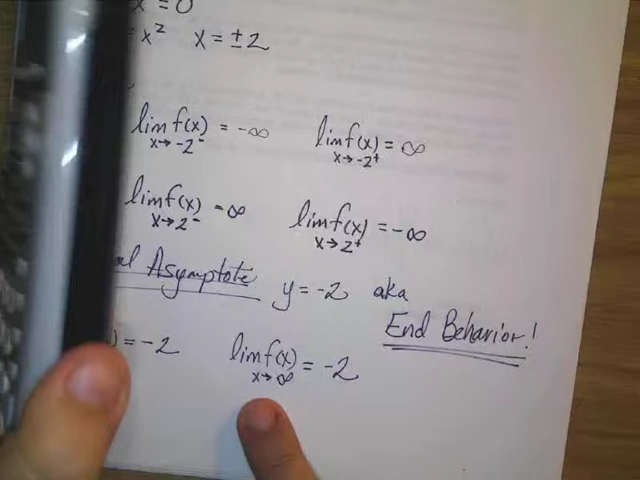 x = 0
= x² x = ±2
lim f(x) = -∞ lim f(x) = ∞
x→-2⁻ x→-2⁺
lim f(x) = ∞ lim f(x) = -∞
x→2⁻ x→2⁺
al Asymptote y = -2 aka
End Behavior!
) = -2 lim f(x) = -2
x→∞